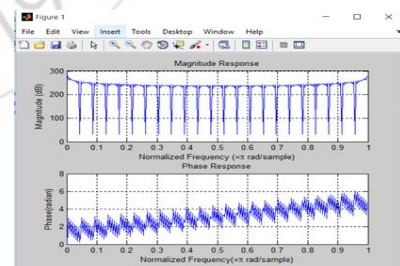 Figure 1
File Edit View Insert Tools Desktop Window Help
Magnitude Response
300
200
100
0
Magnitude (dB)
0 0.1 0.2 0.3 0.4 0.5 0.6 0.7 0.8 0.9 1
Normalized Frequency (×π rad/sample)
Phase Response
8
6
4
2
0
Phase(radian)
0 0.1 0.2 0.3 0.4 0.5 0.6 0.7 0.8 0.9 1
Normalized Frequency(×π rad/sample)